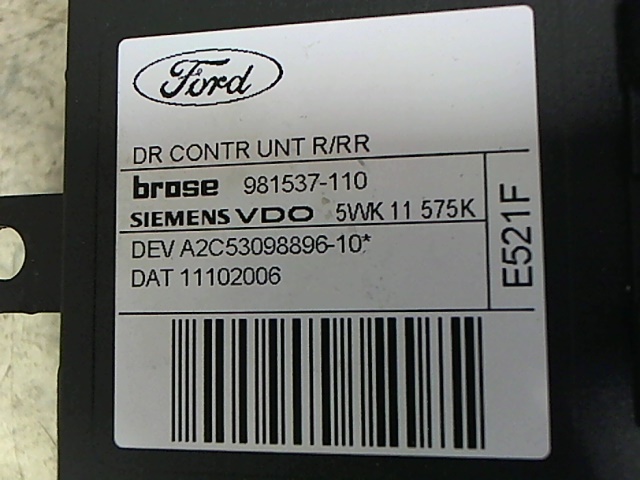 Ford
DR CONTR UNT R/RR
brose 981537-110
SIEMENS VDO 5WK 11 575K
DEV A2C53098896-10*
DAT 11102006
E521F